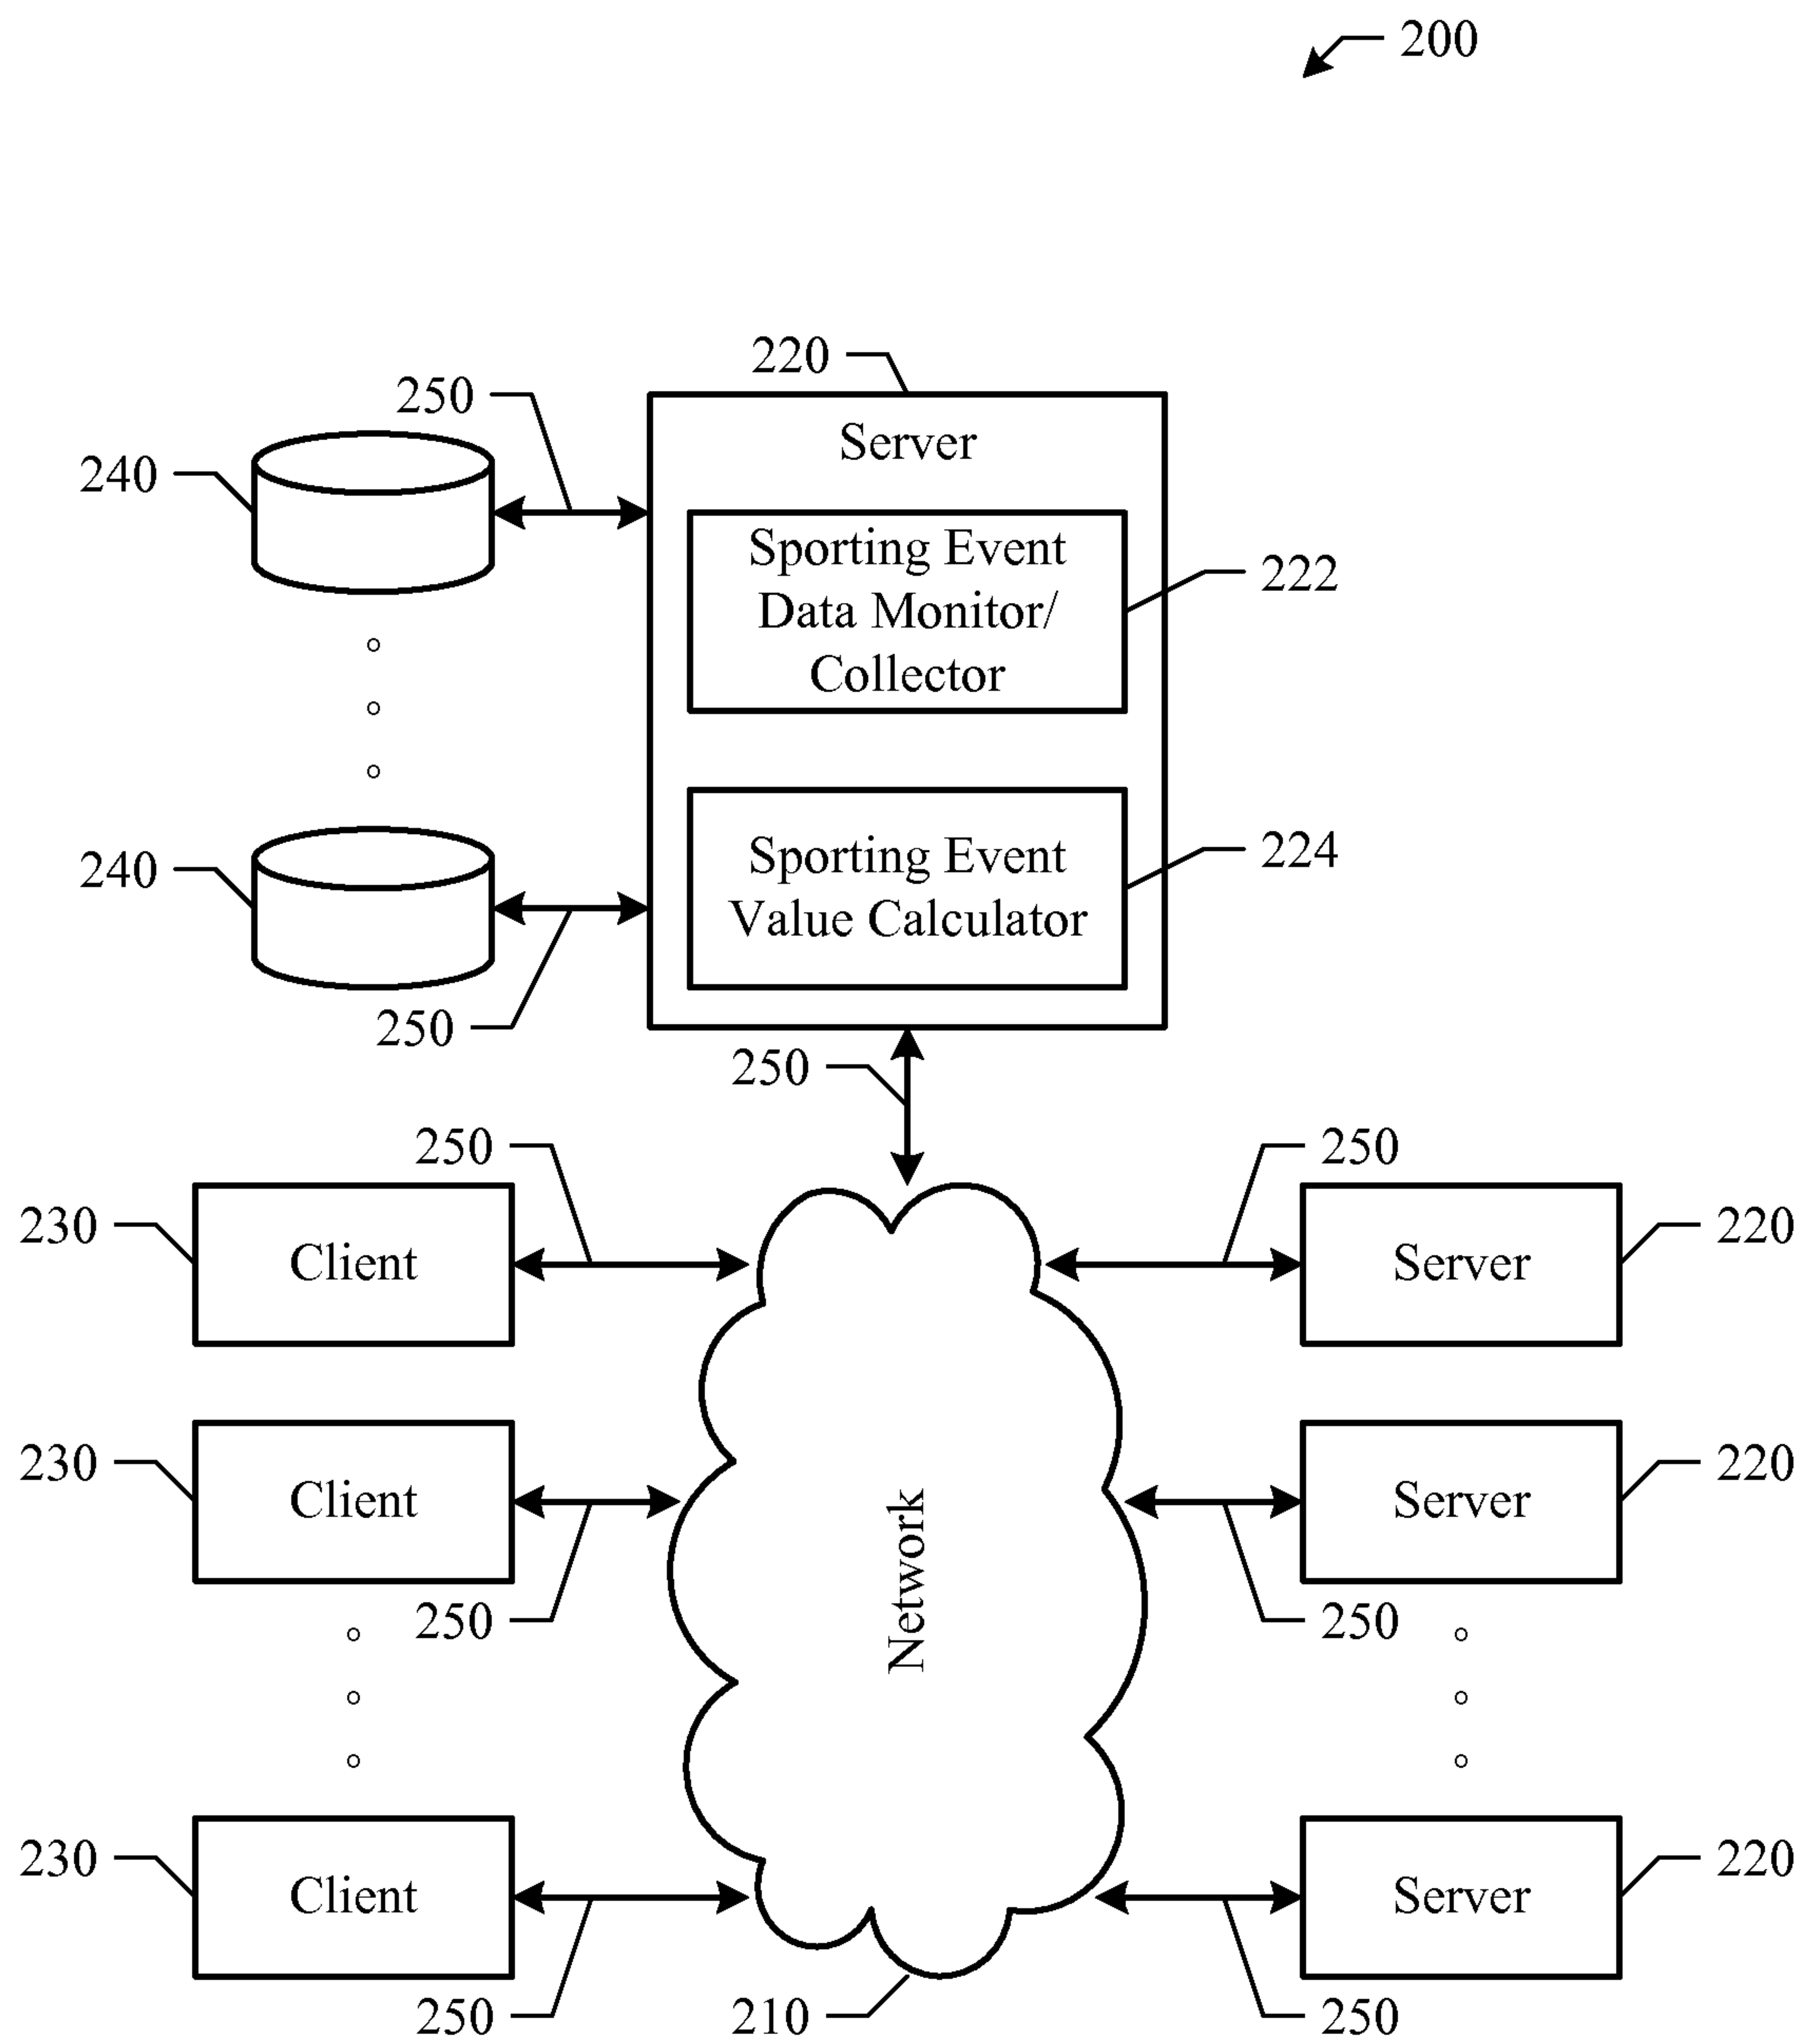 200
220
250
Server
240
Sporting Event
Data Monitor/
Collector
222
Sporting Event
Value Calculator
224
240
250
250
250
250
230
Client
Server
220
230
Client
Server
220
250
250
Network
230
Client
Server
220
250
210
250